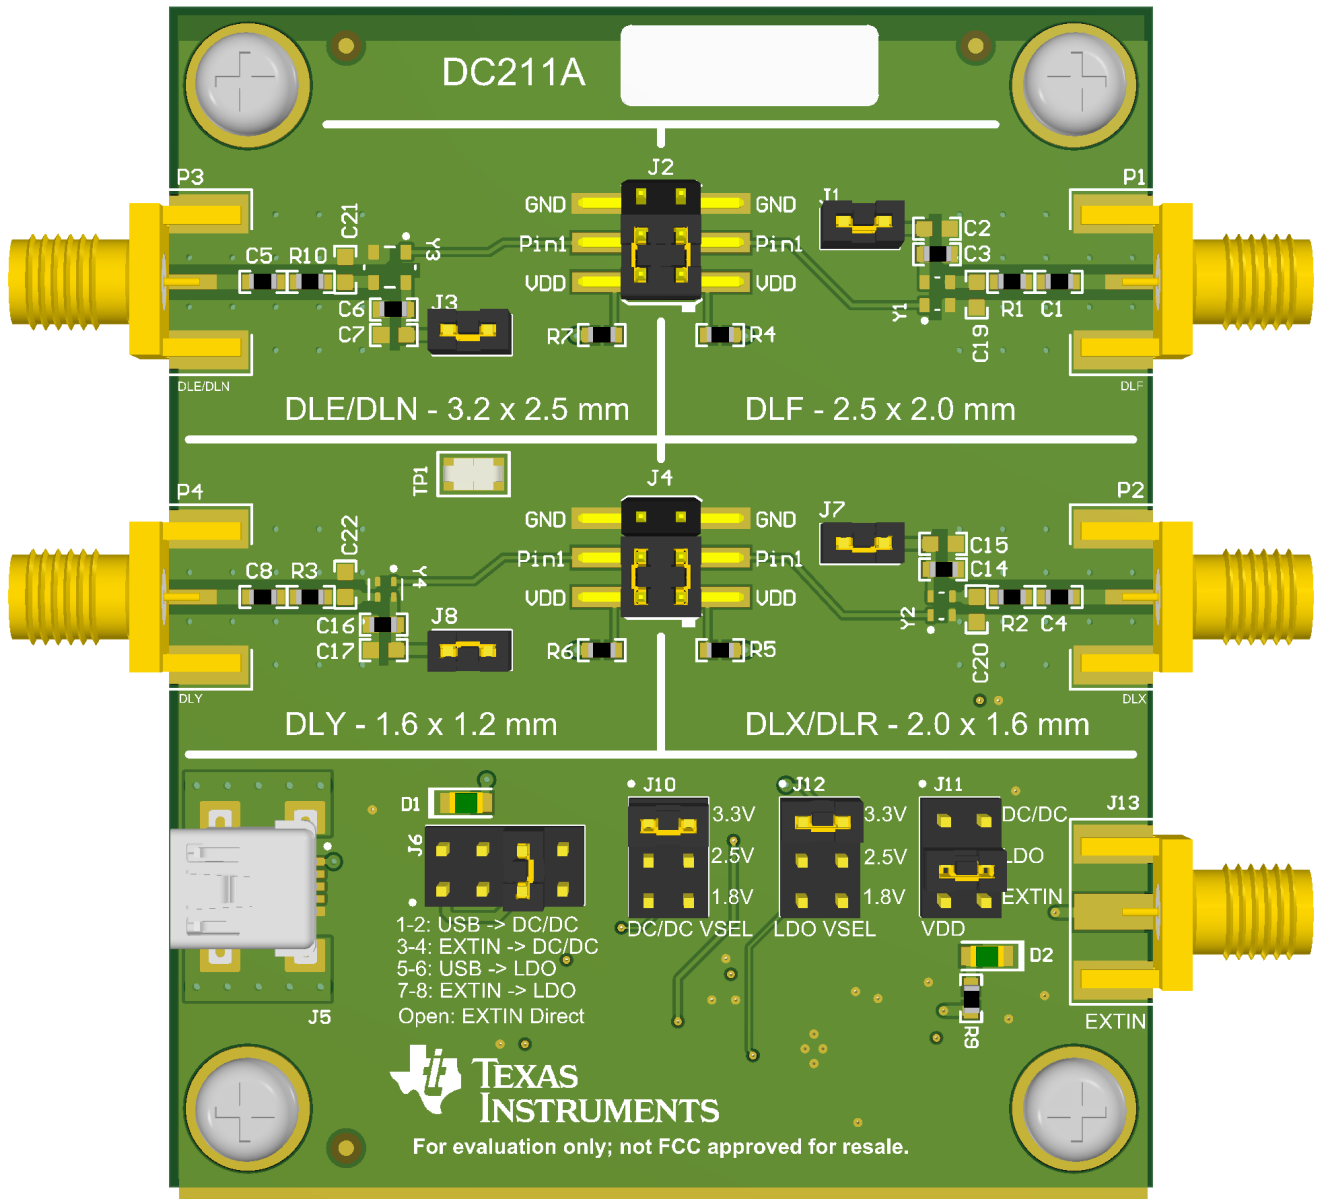 DC211A
J2
P3
P1
J1
GND
GND
C21
Y3
C2
Pin1
Pin1
C3
C5
R10
VDD
VDD
C6
J3
Y1
R1
C1
C7
R7
R4
C19
DLE/DLN
DLF
DLE/DLN - 3.2 x 2.5 mm
DLF - 2.5 x 2.0 mm
TP1
J4
P4
P2
J7
GND
GND
C22
C15
Pin1
Pin1
C14
C8
R3
Y4
VDD
VDD
C16
J8
Y2
R2
C4
C17
R6
R5
C20
DLY
DLX
DLY - 1.6 x 1.2 mm
DLX/DLR - 2.0 x 1.6 mm
J10
J12
J11
D1
J13
3.3V
3.3V
DC/DC
J6
2.5V
2.5V
LDO
1.8V
1.8V
EXTIN
DC/DC VSEL
LDO VSEL
VDD
1-2: USB -> DC/DC
3-4: EXTIN -> DC/DC
5-6: USB -> LDO
7-8: EXTIN -> LDO
Open: EXTIN Direct
D2
J5
R9
EXTIN
TEXAS
INSTRUMENTS
For evaluation only; not FCC approved for resale.